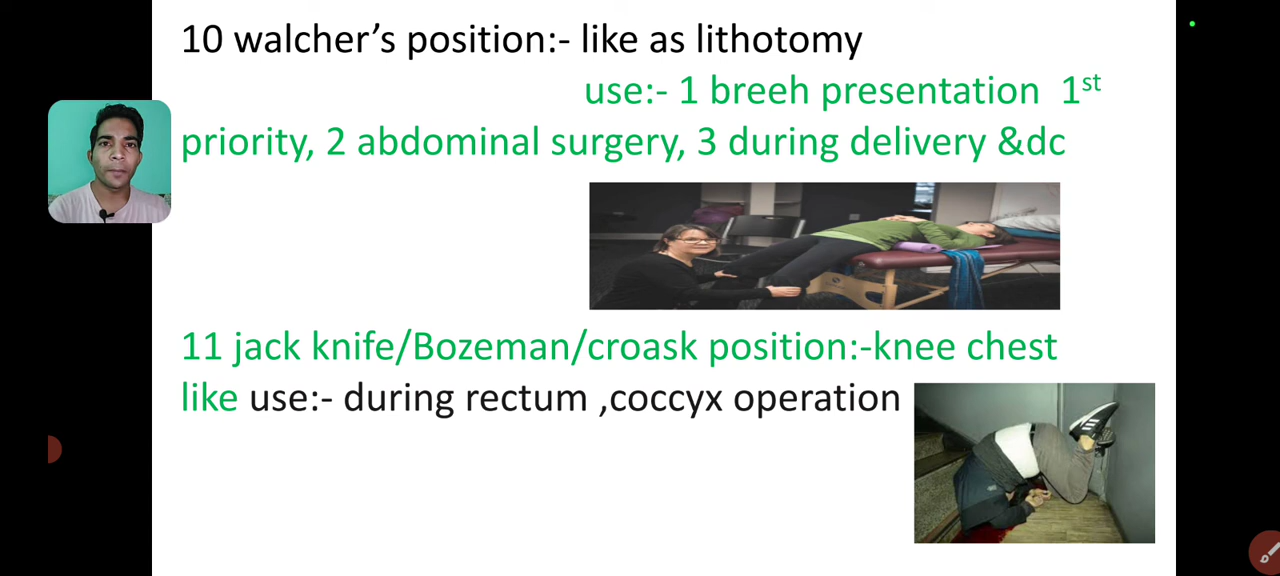 10 walcher’s position:- like as lithotomy
use:- 1 breeh presentation 1st
priority, 2 abdominal surgery, 3 during delivery &dc
11 jack knife/Bozeman/croask position:-knee chest
like use:- during rectum ,coccyx operation